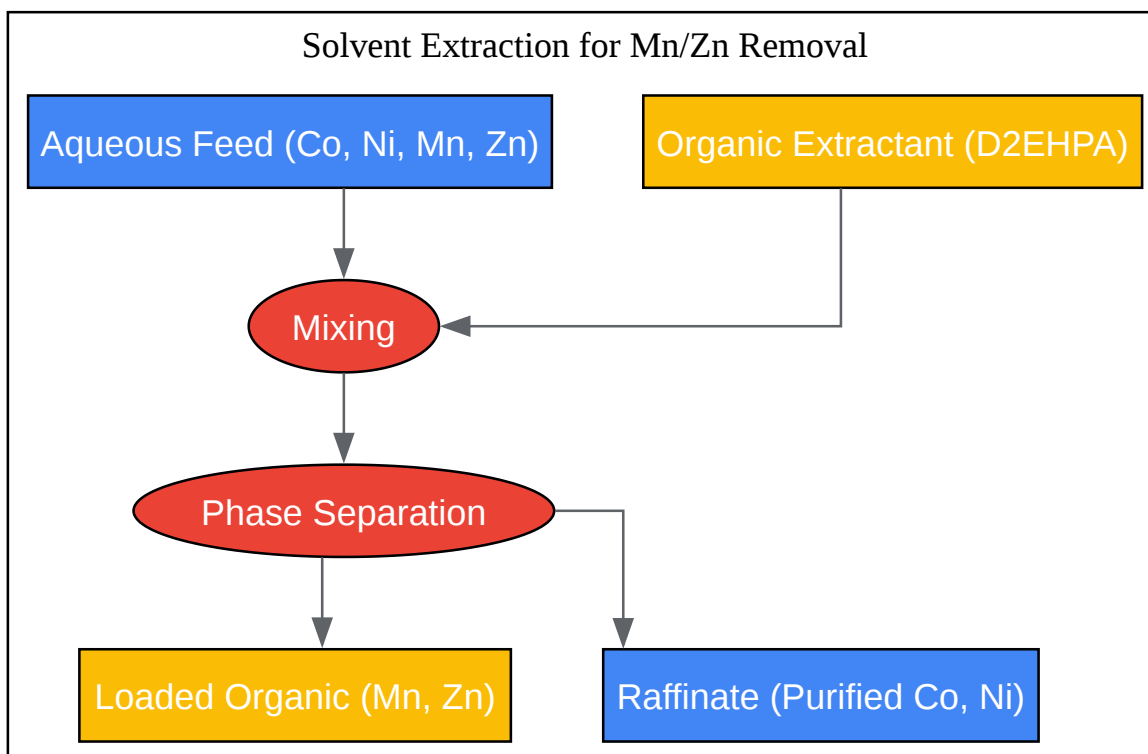 Solvent Extraction for Mn/Zn Removal
Aqueous Feed (Co, Ni, Mn, Zn)
Organic Extractant (D2EHPA)
Mixing
Phase Separation
Loaded Organic (Mn, Zn)
Raffinate (Purified Co, Ni)